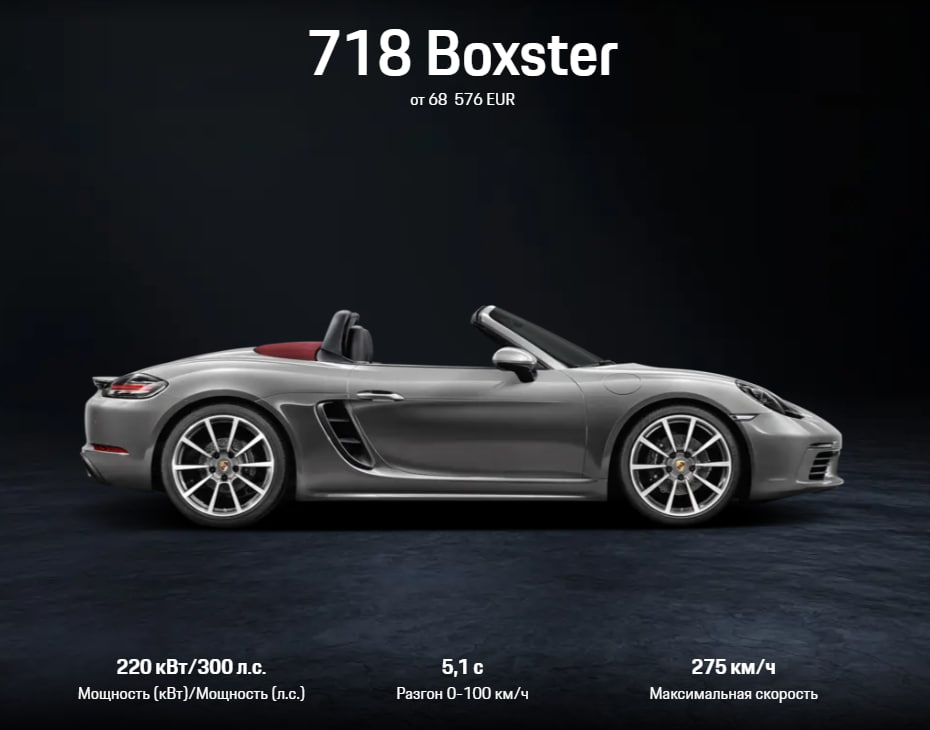 718 Boxster
от 68 576 EUR
220 кВт/300 л.с.
Мощность (кВт)/Мощность (л.с.)
5,1 с
Разгон 0-100 км/ч
275 км/ч
Максимальная скорость